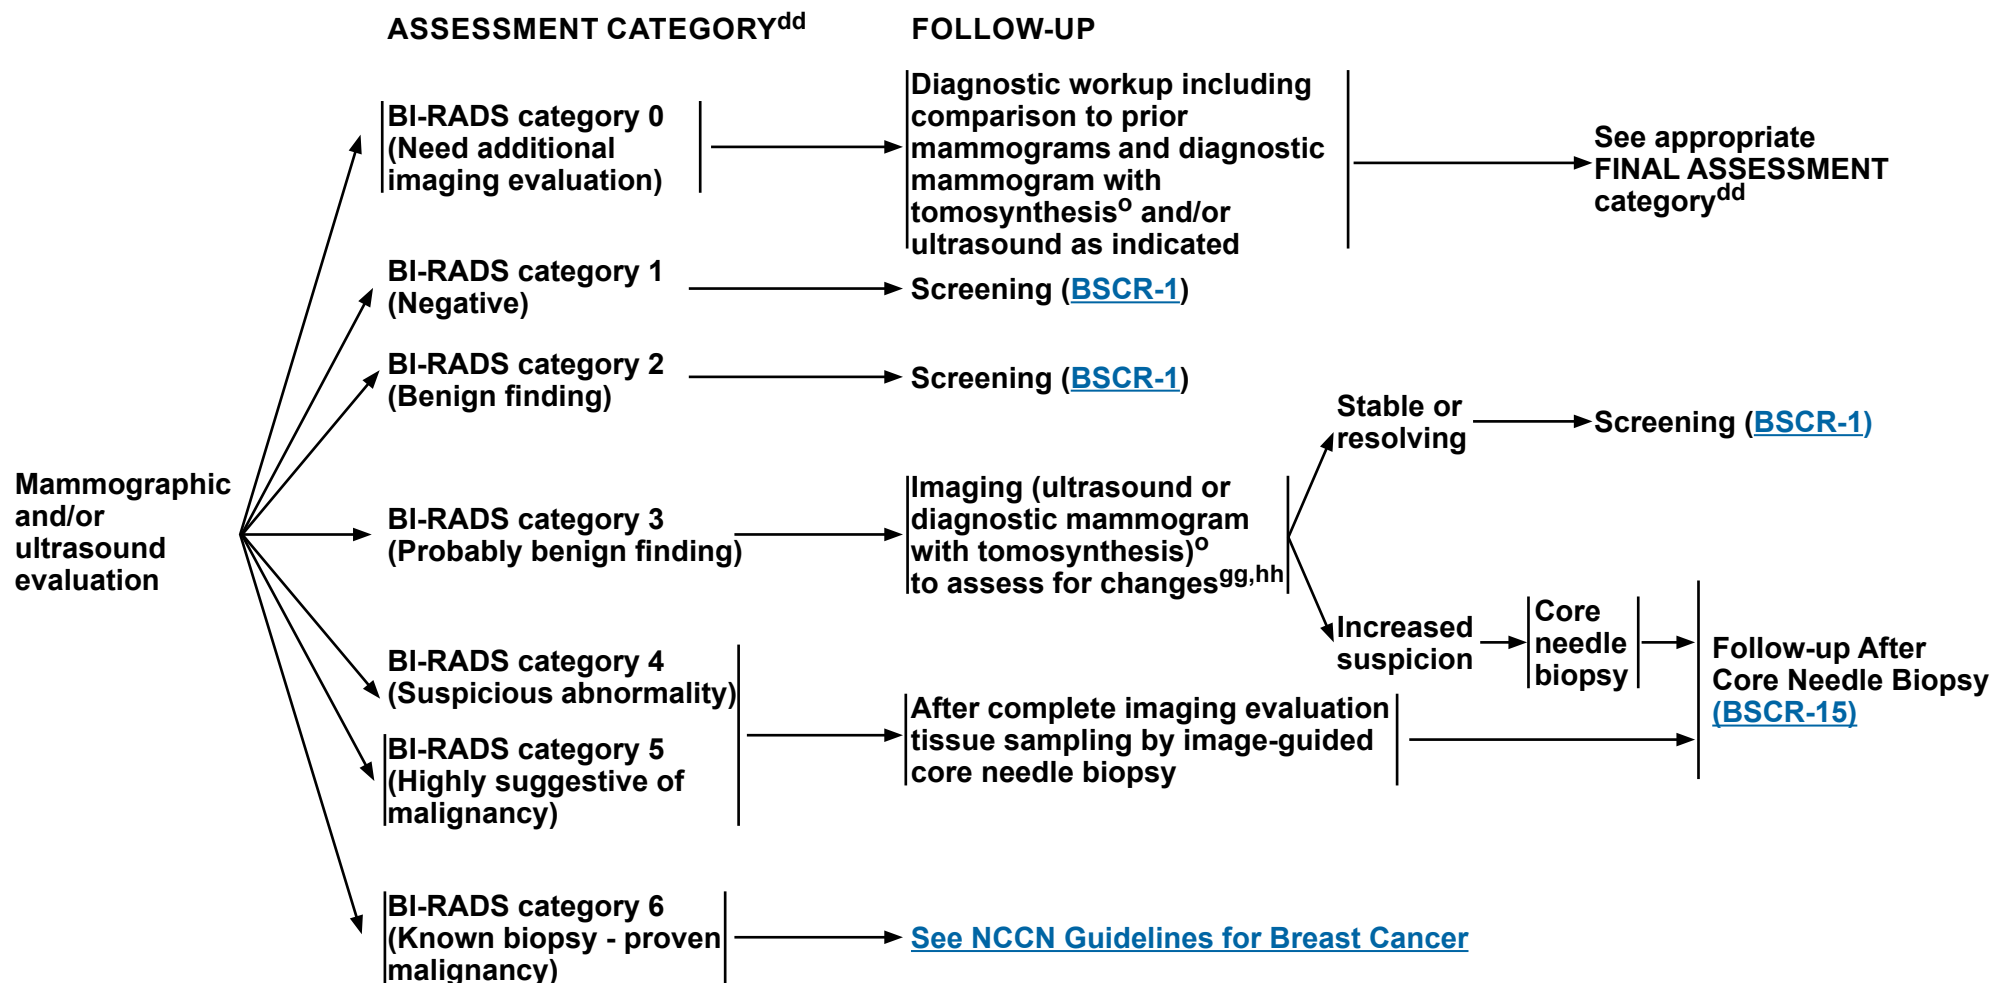 ASSESSMENT CATEGORYdd
FOLLOW-UP
BI-RADS category 0
(Need additional
imaging evaluation)
Diagnostic workup including
comparison to prior
mammograms and diagnostic
mammogram with
tomosynthesiso and/or
ultrasound as indicated
See appropriate
FINAL ASSESSMENT
categorydd
BI-RADS category 1
(Negative)
Screening (BSCR-1)
BI-RADS category 2
(Benign finding)
Screening (BSCR-1)
Mammographic
and/or
ultrasound
evaluation
BI-RADS category 3
(Probably benign finding)
Imaging (ultrasound or
diagnostic mammogram
with tomosynthesis)o
to assess for changesgg,hh
Stable or
resolving
Screening (BSCR-1)
Increased
suspicion
Core
needle
biopsy
Follow-up After
Core Needle Biopsy
(BSCR-15)
BI-RADS category 4
(Suspicious abnormality)
BI-RADS category 5
(Highly suggestive of
malignancy)
After complete imaging evaluation
tissue sampling by image-guided
core needle biopsy
BI-RADS category 6
(Known biopsy - proven
malignancy)
See NCCN Guidelines for Breast Cancer